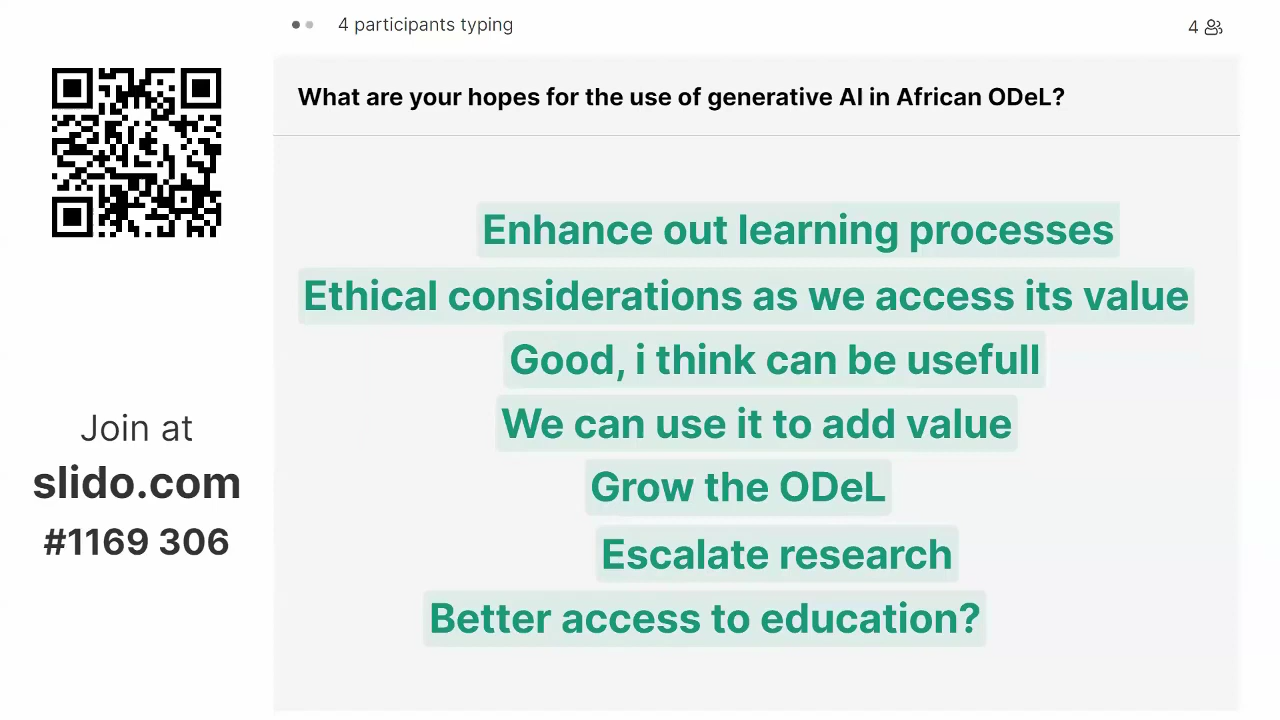 4 participants typing
4
What are your hopes for the use of generative AI in African ODeL?
Enhance out learning processes
Ethical considerations as we access its value
Good, i think can be usefull
We can use it to add value
Grow the ODeL
Escalate research
Better access to education?
Join at
slido.com
#1169 306